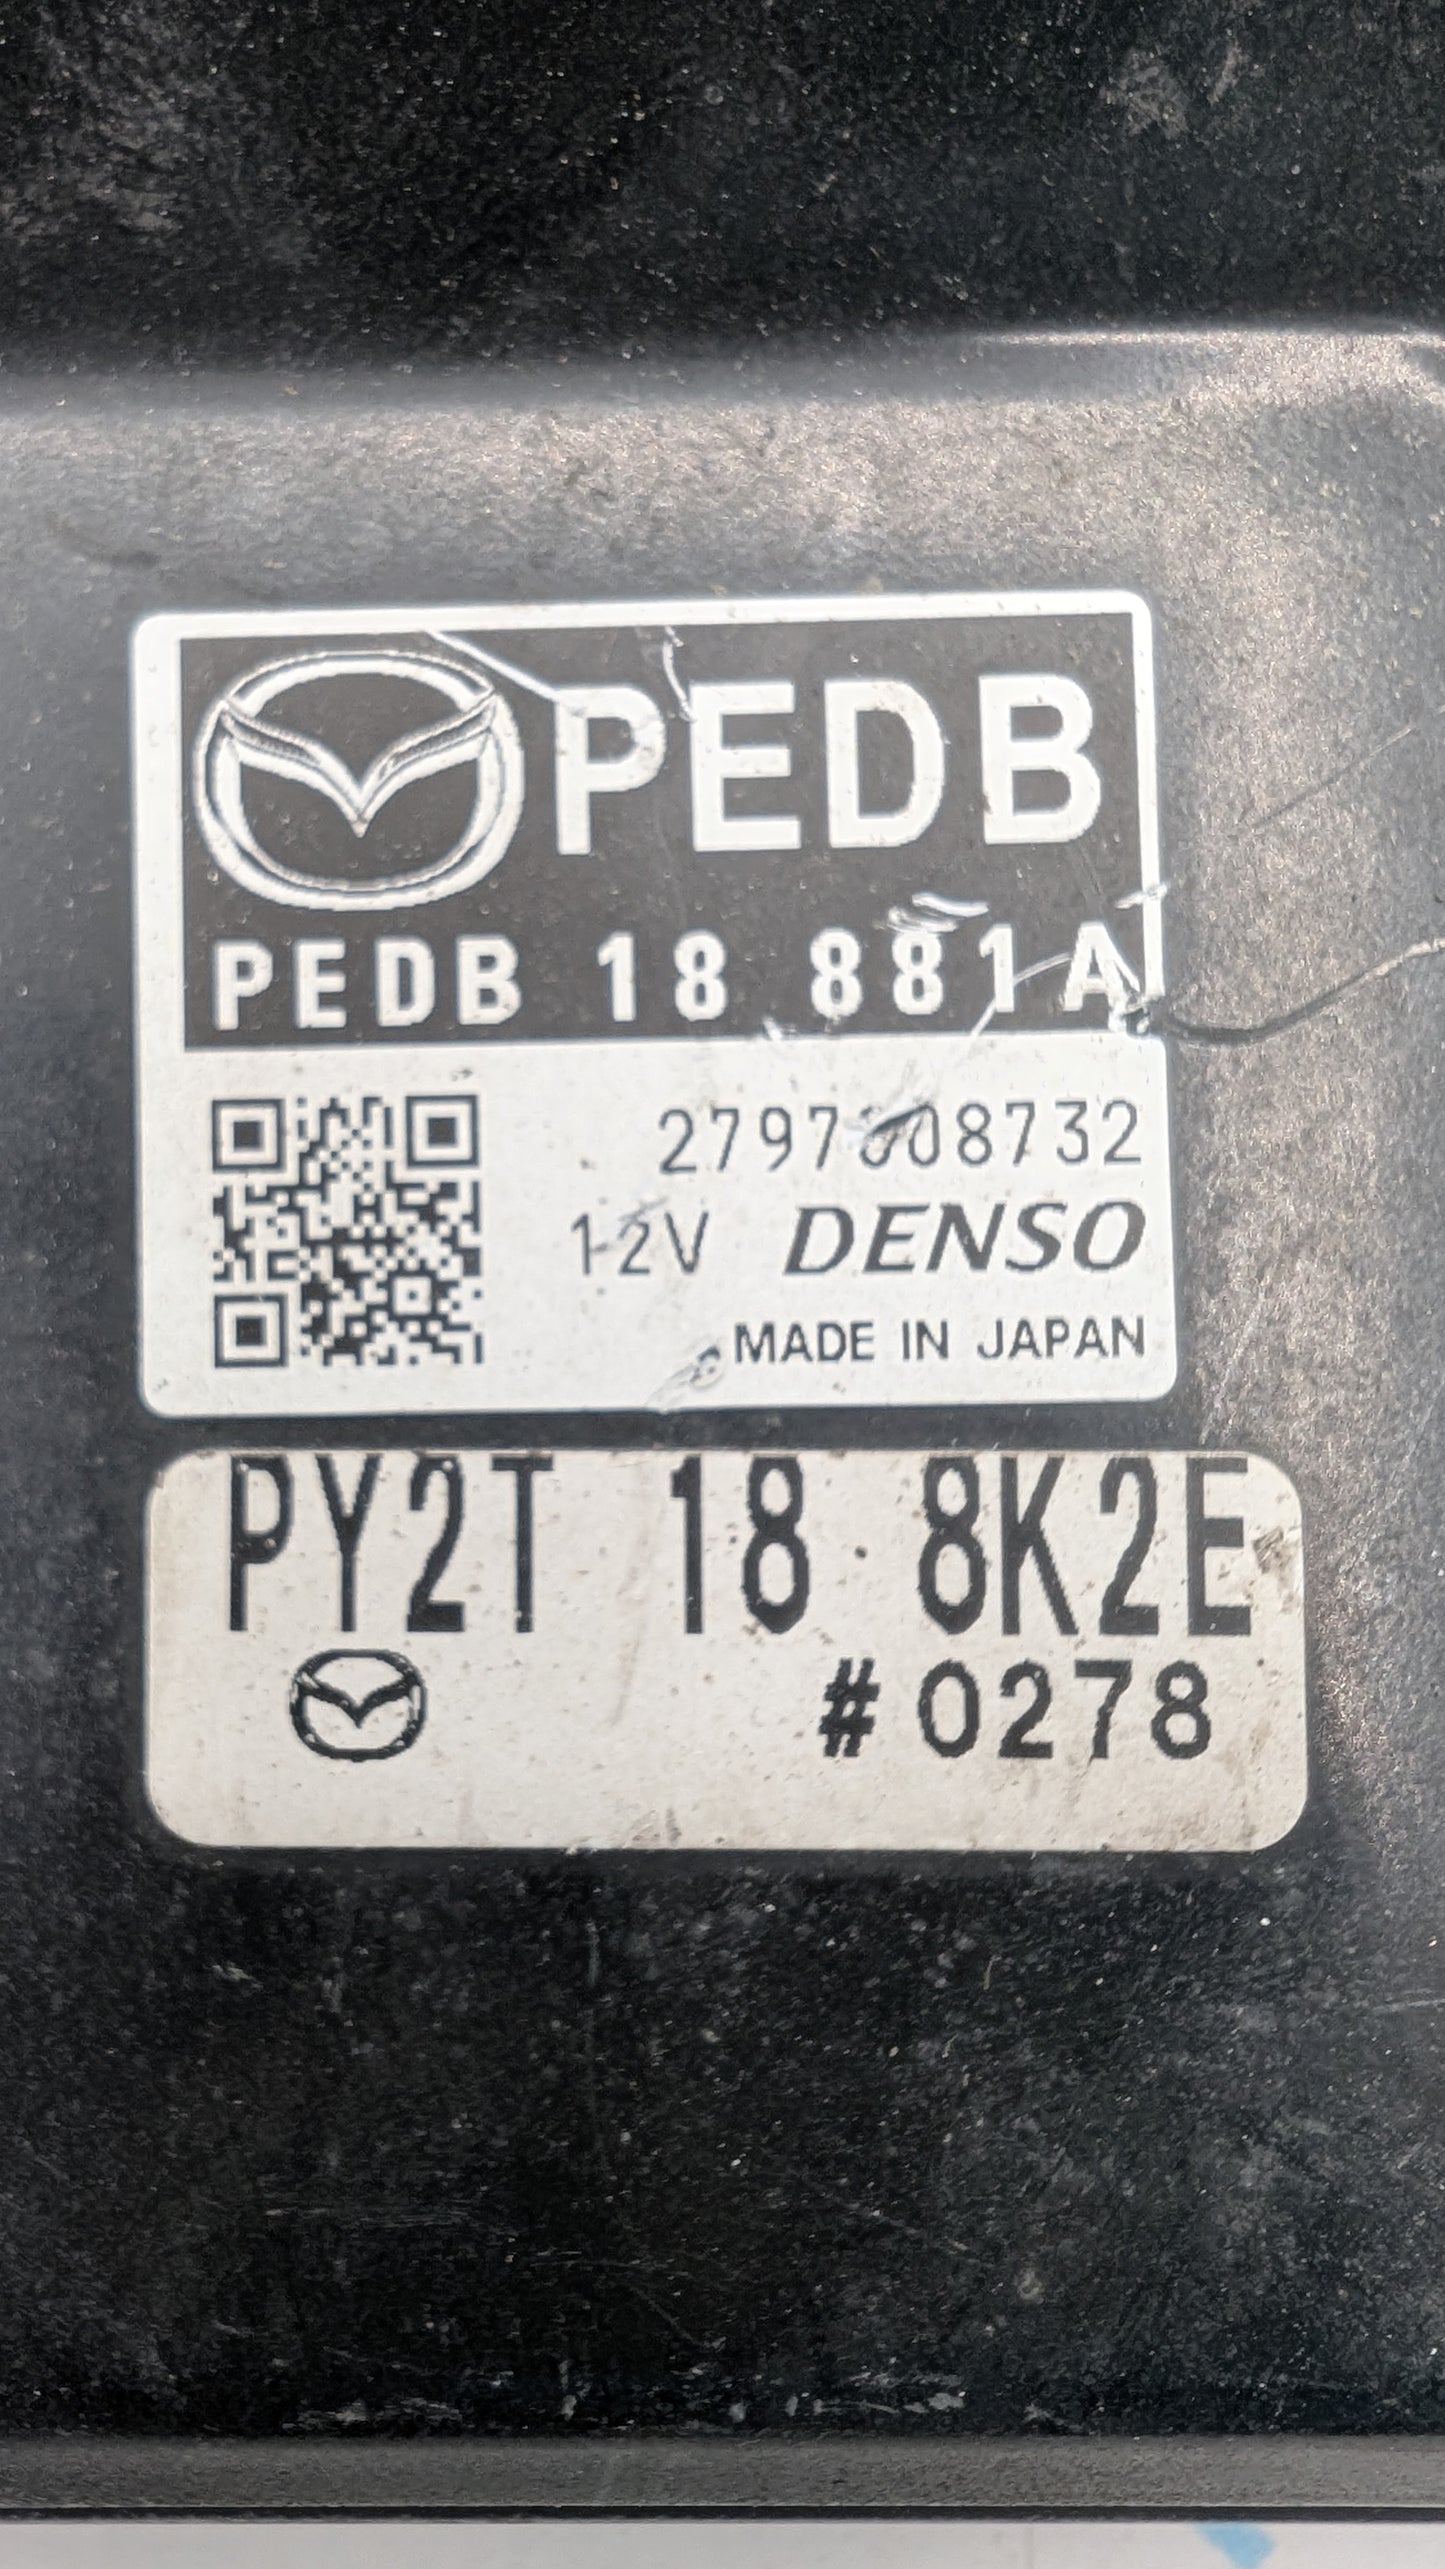 PEDB
PEDB 18 881A
12V DENSO
MADE IN JAPAN
PY2T 18 8K2E
#0278